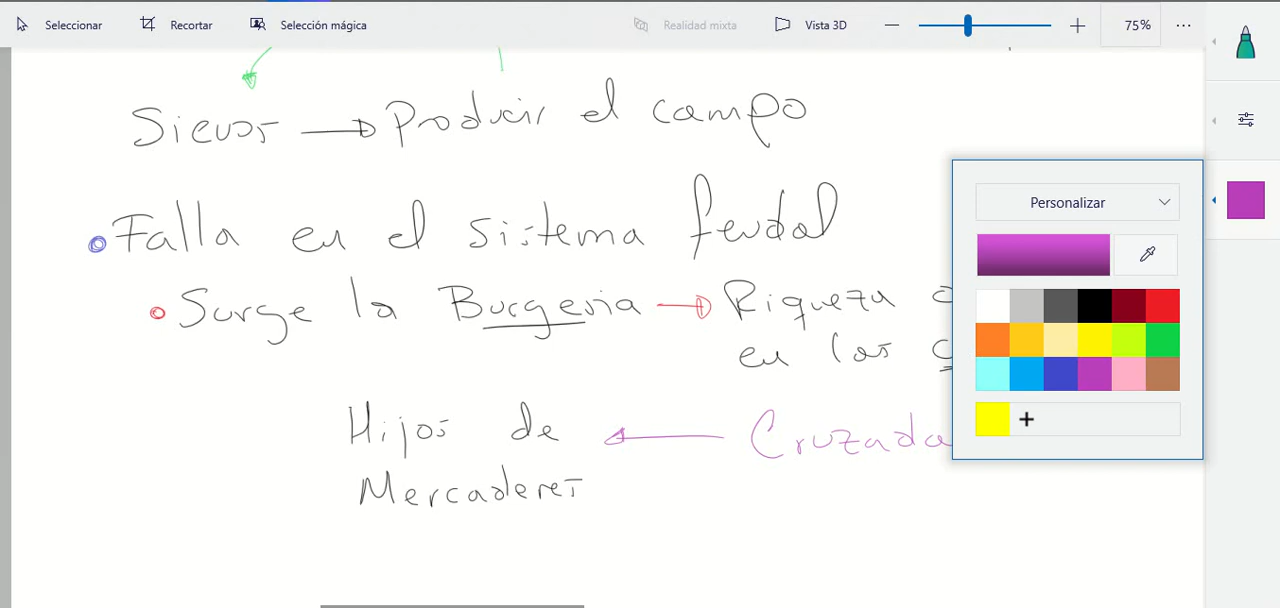 Seleccionar Recortar Selección mágica Realidad mixta Vista 3D 75%
Siervos → Producir el campo
Personalizar
• Falla en el sistema feudal
• Surge la Burgesia → Riqueza
en las
Hijos de ← Cruzada
Mercaderes